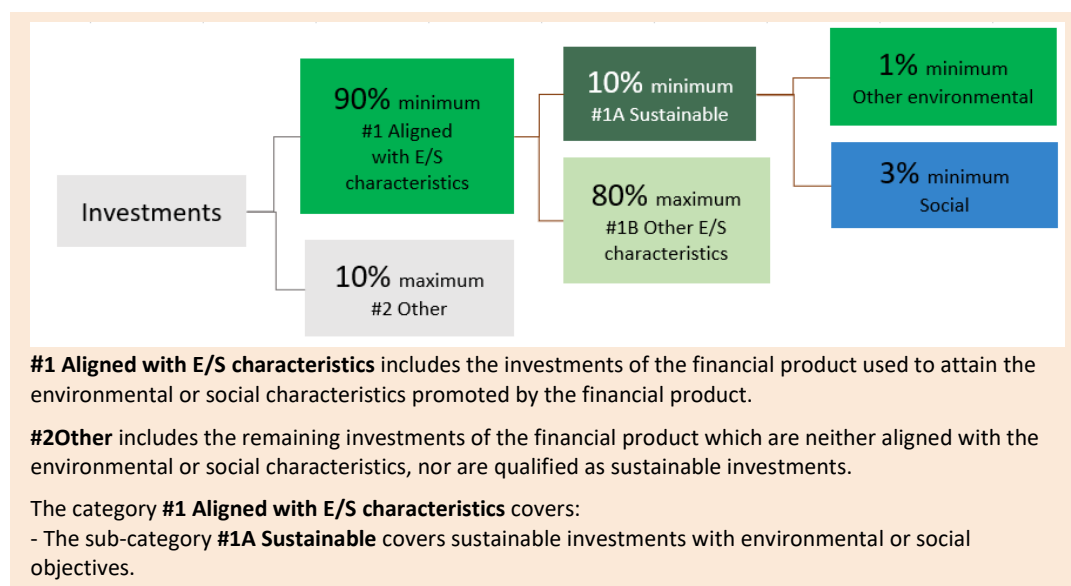 Investments
90% minimum
#1 Aligned
with E/S
characteristics
10% maximum
#2 Other
10% minimum
#1A Sustainable
80% maximum
#1B Other E/S
characteristics
1% minimum
Other environmental
3% minimum
Social
#1 Aligned with E/S characteristics includes the investments of the financial product used to attain the
environmental or social characteristics promoted by the financial product.
#2Other includes the remaining investments of the financial product which are neither aligned with the
environmental or social characteristics, nor are qualified as sustainable investments.
The category #1 Aligned with E/S characteristics covers:
- The sub-category #1A Sustainable covers sustainable investments with environmental or social
objectives.